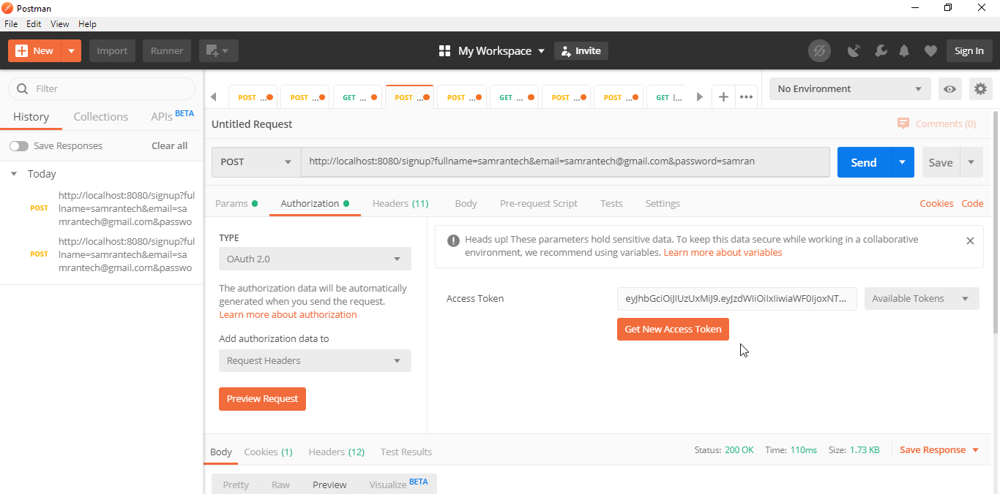 Postman
File Edit View Help
New Import Runner My Workspace Invite Sign In
Filter
History Collections APIs BETA
Save Responses Clear all
Today
POST http://localhost:8080/signup?ful
lname=samrantech&email=sa
mrantech@gmail.com&passwo
POST http://localhost:8080/signup?ful
lname=samrantech&email=sa
mrantech@gmail.com&passwo
POST ... POST ... GET ... POST ... POST ... GET ... POST ... POST ... GET l...
No Environment
Untitled Request Comments (0)
POST http://localhost:8080/signup?fullname=samrantech&email=samrantech@gmail.com&password=samran Send Save
Params Authorization Headers (11) Body Pre-request Script Tests Settings Cookies Code
TYPE
OAuth 2.0
The authorization data will be automatically
generated when you send the request.
Learn more about authorization
Add authorization data to
Request Headers
Preview Request
Heads up! These parameters hold sensitive data. To keep this data secure while working in a collaborative
environment, we recommend using variables. Learn more about variables
Access Token eyJhbGciOiJIUzUxMiJ9.eyJzdWIiOiIxIiwiaWF0IjoxNT... Available Tokens
Get New Access Token
Body Cookies (1) Headers (12) Test Results Status: 200 OK Time: 110ms Size: 1.73 KB Save Response
Pretty Raw Preview Visualize BETA